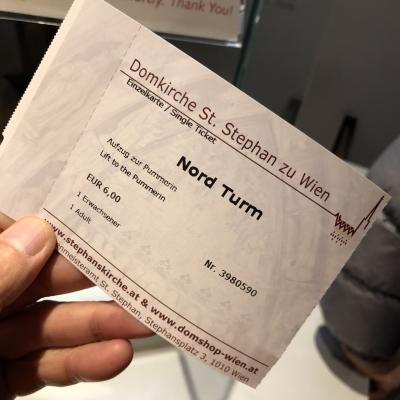 Thank You!
Domkirche St. Stephan zu Wien
Einzelkarte / Single Ticket
Nord Turm
Aufzug zur Pummerin
Lift to the Pummerin
EUR 6,00
1 Erwachsener
1 Adult
Nr. 3980590
www.stephanskirche.at & www.domshop-wien.at
St. Stephan, Stephansplatz 3, 1010 Wien